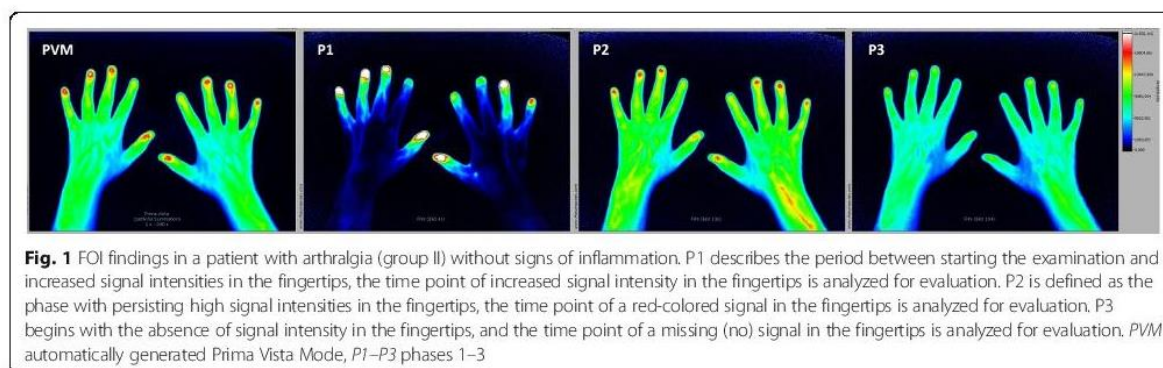 PVM
P1
P2
P3
Fig. 1 FOI findings in a patient with arthralgia (group II) without signs of inflammation. P1 describes the period between starting the examination and
increased signal intensities in the fingertips, the time point of increased signal intensity in the fingertips is analyzed for evaluation. P2 is defined as the
phase with persisting high signal intensities in the fingertips, the time point of a red-colored signal in the fingertips is analyzed for evaluation. P3
begins with the absence of signal intensity in the fingertips, and the time point of a missing (no) signal in the fingertips is analyzed for evaluation. PVM
automatically generated Prima Vista Mode, P1–P3 phases 1–3